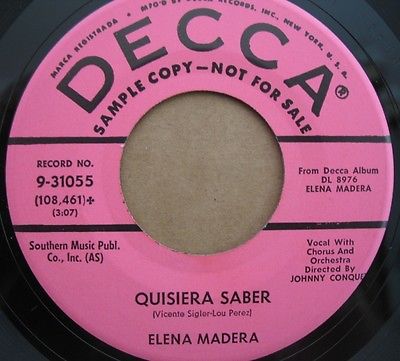 MARCA REGISTRADA • MFG'D BY DECCA RECORDS, INC., NEW YORK, U.S.A.
DECCA®
SAMPLE COPY—NOT FOR SALE
RECORD NO.
9-31055
(108,461)
(3:07)
From Decca Album
DL 8976
ELENA MADERA
Southern Music Publ.
Co., Inc. (AS)
Vocal With
Chorus And
Orchestra
Directed By
JOHNNY CONQUET
QUISIERA SABER
(Vicente Sigler-Lou Perez)
ELENA MADERA